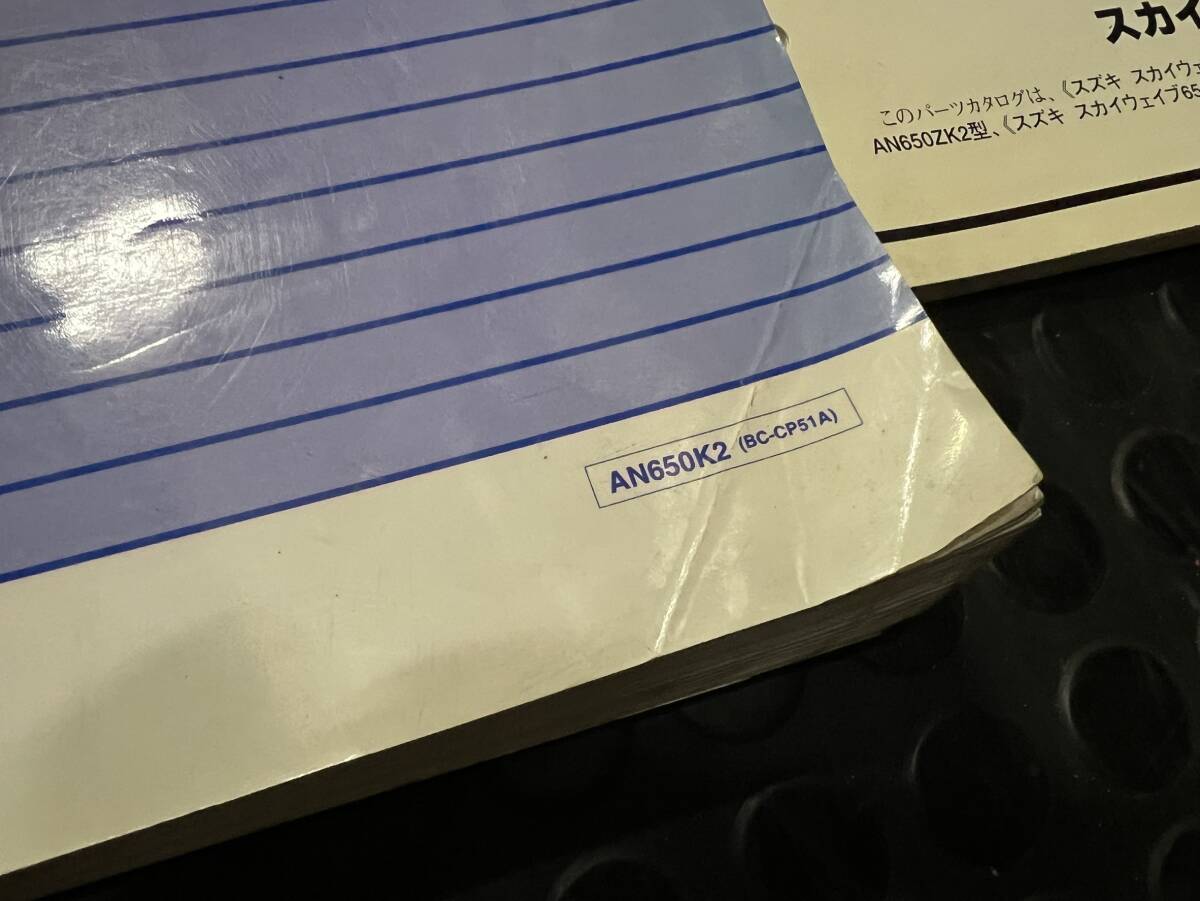 スカイ
このパーツカタログは、《スズキ スカイウェ
AN650ZK2型、《スズキ スカイウェイブ65
AN650K2 (BC-CP51A)